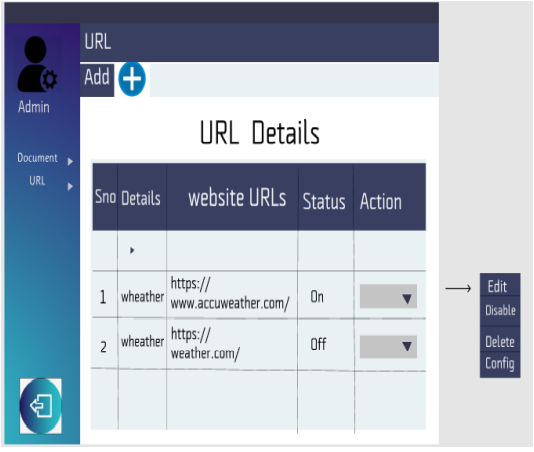 URL
Add
Admin
Document
URL
URL Details
Sno Details website URLs Status Action
1 wheather https://
www.accuweather.com/ On
2 wheather https://
weather.com/ Off
Edit
Disable
Delete
Config